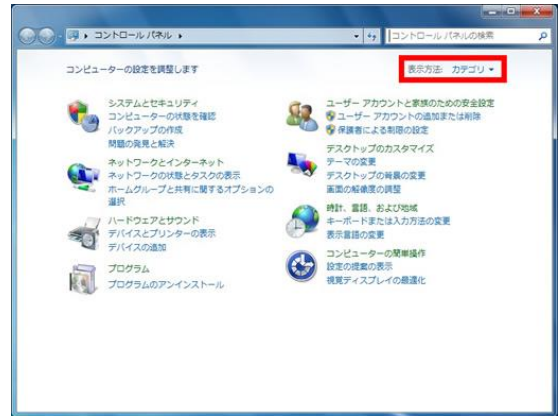 コントロール パネル
コントロール パネルの検索
コンピューターの設定を調整します
表示方法: カテゴリ
システムとセキュリティ
コンピューターの状態を確認
バックアップの作成
問題の発見と解決
ネットワークとインターネット
ネットワークの状態とタスクの表示
ホームグループと共有に関するオプションの
選択
ハードウェアとサウンド
デバイスとプリンターの表示
デバイスの追加
プログラム
プログラムのアンインストール
ユーザー アカウントと家族のための安全設定
ユーザー アカウントの追加または削除
保護者による制限の設定
デスクトップのカスタマイズ
テーマの変更
デスクトップの背景の変更
画面の解像度の調整
時計、言語、および地域
キーボードまたは入力方法の変更
表示言語の変更
コンピューターの簡単操作
設定の提案の表示
視覚ディスプレイの最適化